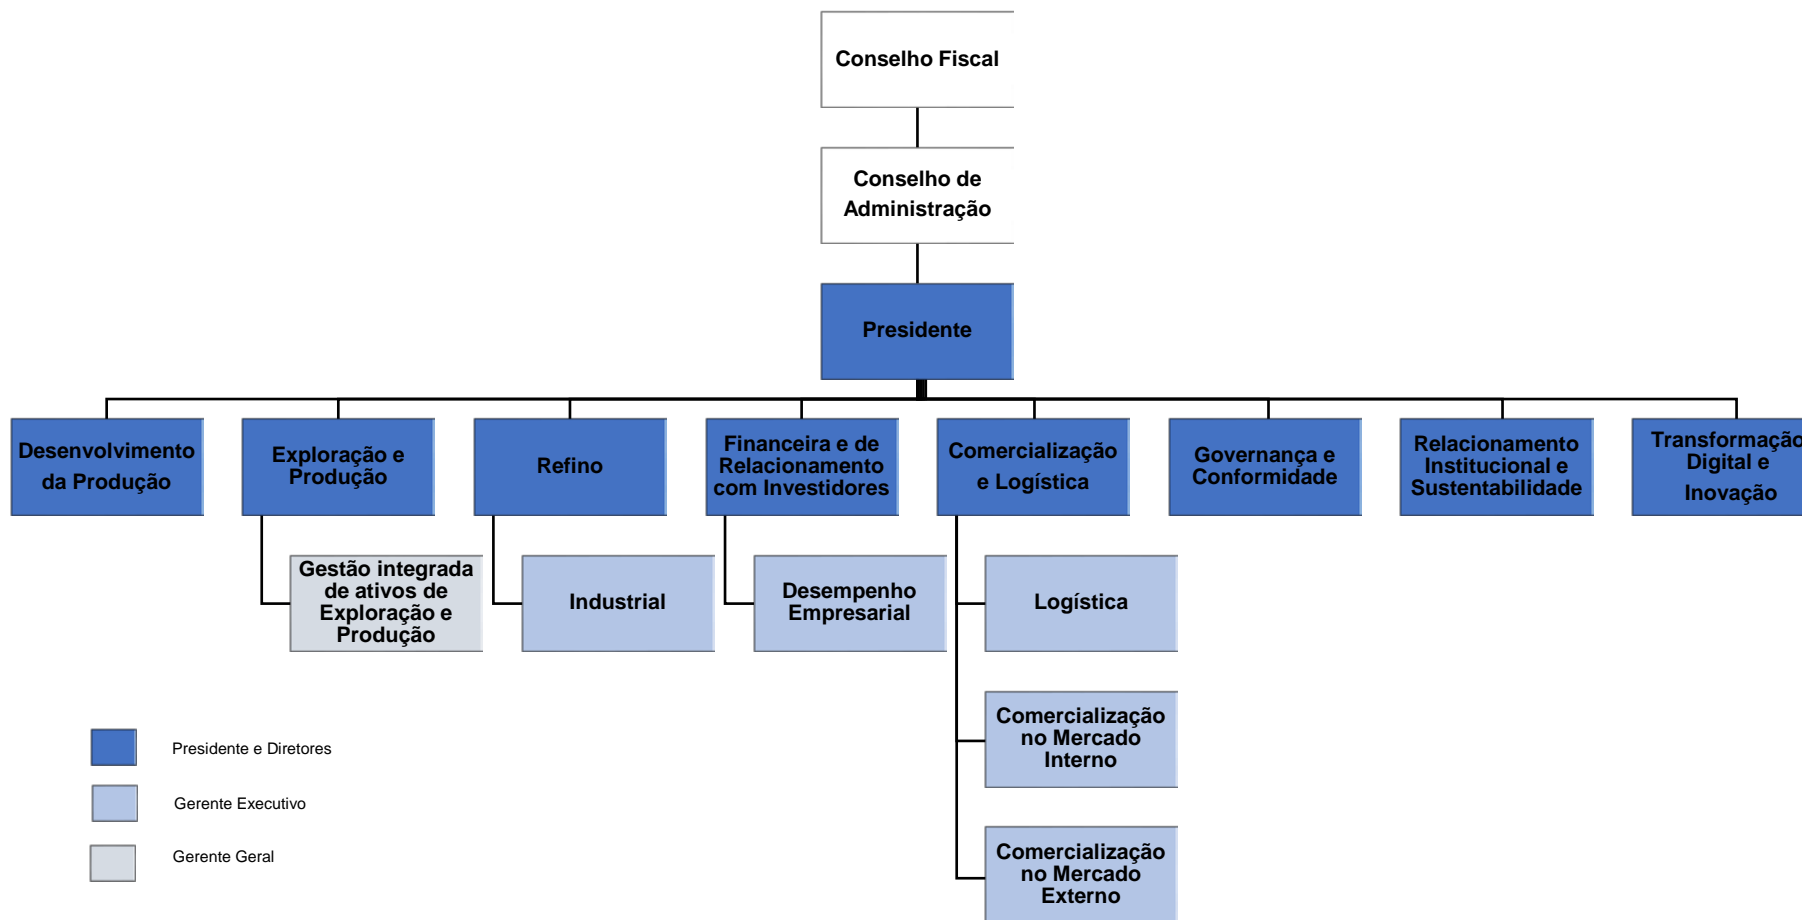 Conselho Fiscal
Conselho de
Administração
Presidente
Desenvolvimento
da Produção
Exploração e
Produção
Refino
Financeira e de
Relacionamento
com Investidores
Comercialização
e Logística
Governança e
Conformidade
Relacionamento
Institucional e
Sustentabilidade
Transformação
Digital e
Inovação
Gestão integrada
de ativos de
Exploração e
Produção
Industrial
Desempenho
Empresarial
Logística
Comercialização
no Mercado
Interno
Comercialização
no Mercado
Externo
Presidente e Diretores
Gerente Executivo
Gerente Geral